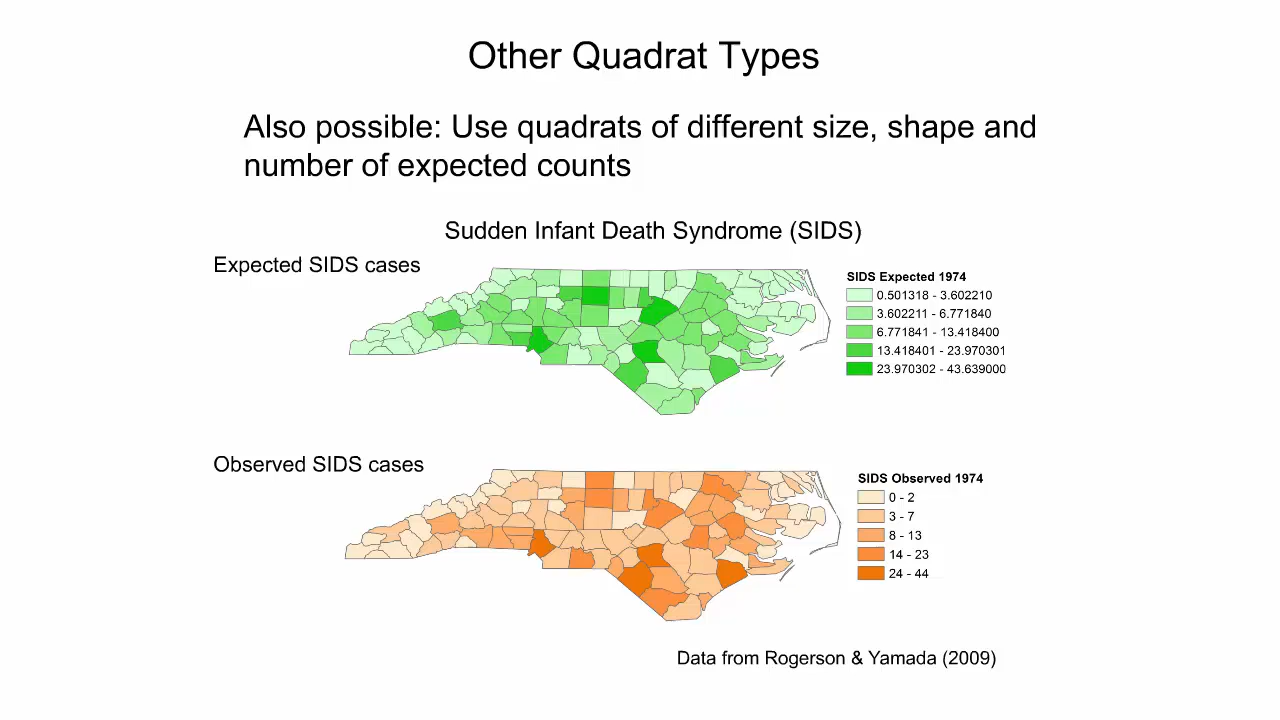 Other Quadrat Types
Also possible: Use quadrats of different size, shape and
number of expected counts
Sudden Infant Death Syndrome (SIDS)
Expected SIDS cases
SIDS Expected 1974
0.501318 - 3.602210
3.602211 - 6.771840
6.771841 - 13.418400
13.418401 - 23.970301
23.970302 - 43.639000
Observed SIDS cases
SIDS Observed 1974
0 - 2
3 - 7
8 - 13
14 - 23
24 - 44
Data from Rogerson & Yamada (2009)